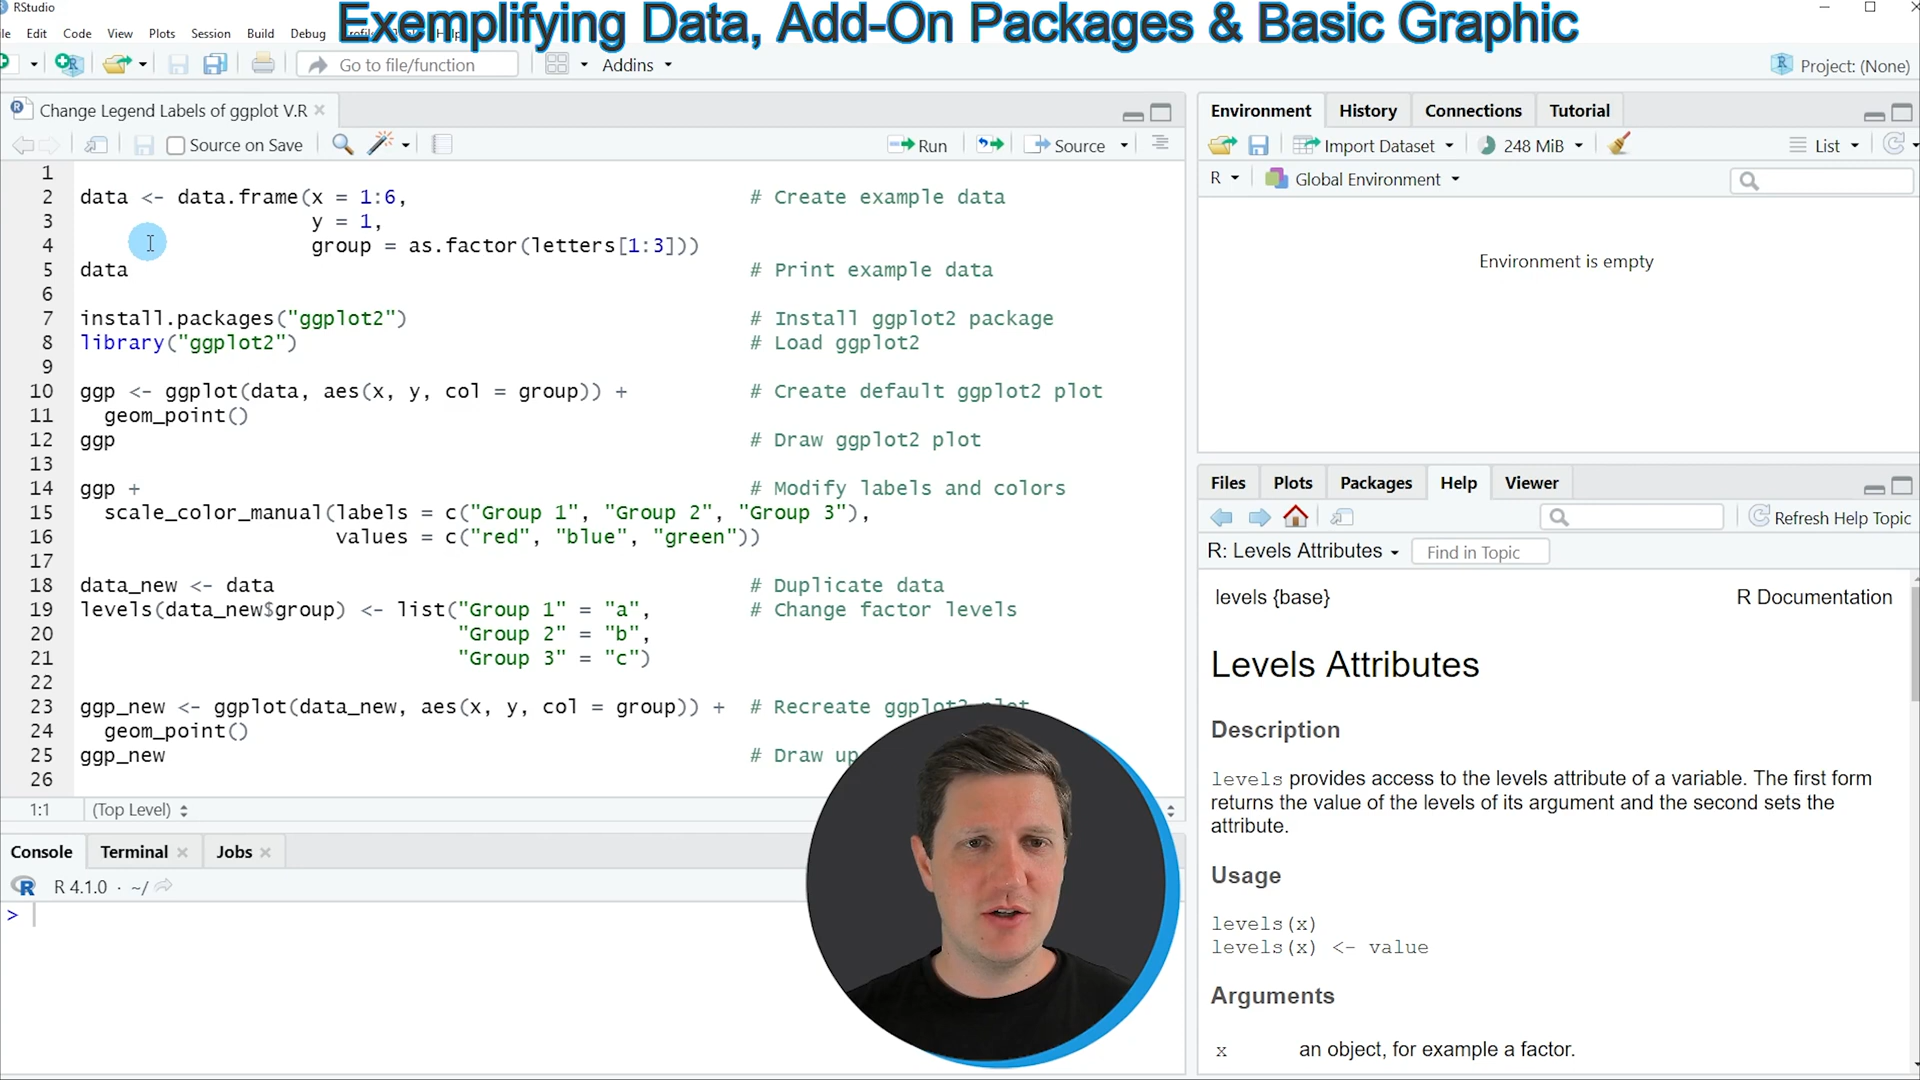 RStudio
Exemplifying Data, Add-On Packages & Basic Graphic
le Edit Code View Plots Session Build Debug
Go to file/function Addins Project: (None)
Change Legend Labels of ggplot V.R
Source on Save Run Source
1
2 data <- data.frame(x = 1:6, # Create example data
3 y = 1,
4 group = as.factor(letters[1:3]))
5 data # Print example data
6
7 install.packages("ggplot2") # Install ggplot2 package
8 library("ggplot2") # Load ggplot2
9
10 ggp <- ggplot(data, aes(x, y, col = group)) + # Create default ggplot2 plot
11 geom_point()
12 ggp # Draw ggplot2 plot
13
14 ggp + # Modify labels and colors
15 scale_color_manual(labels = c("Group 1", "Group 2", "Group 3"),
16 values = c("red", "blue", "green"))
17
18 data_new <- data # Duplicate data
19 levels(data_new$group) <- list("Group 1" = "a", # Change factor levels
20 "Group 2" = "b",
21 "Group 3" = "c")
22
23 ggp_new <- ggplot(data_new, aes(x, y, col = group)) + # Recreate ggplot2 plot
24 geom_point()
25 ggp_new # Draw up
26
1:1 (Top Level)
Console Terminal Jobs
R 4.1.0 · ~/
>
Environment History Connections Tutorial
Import Dataset 248 MiB List
R Global Environment
Environment is empty
Files Plots Packages Help Viewer
Refresh Help Topic
R: Levels Attributes Find in Topic
levels {base} R Documentation
Levels Attributes
Description
levels provides access to the levels attribute of a variable. The first form
returns the value of the levels of its argument and the second sets the
attribute.
Usage
levels(x)
levels(x) <- value
Arguments
x an object, for example a factor.